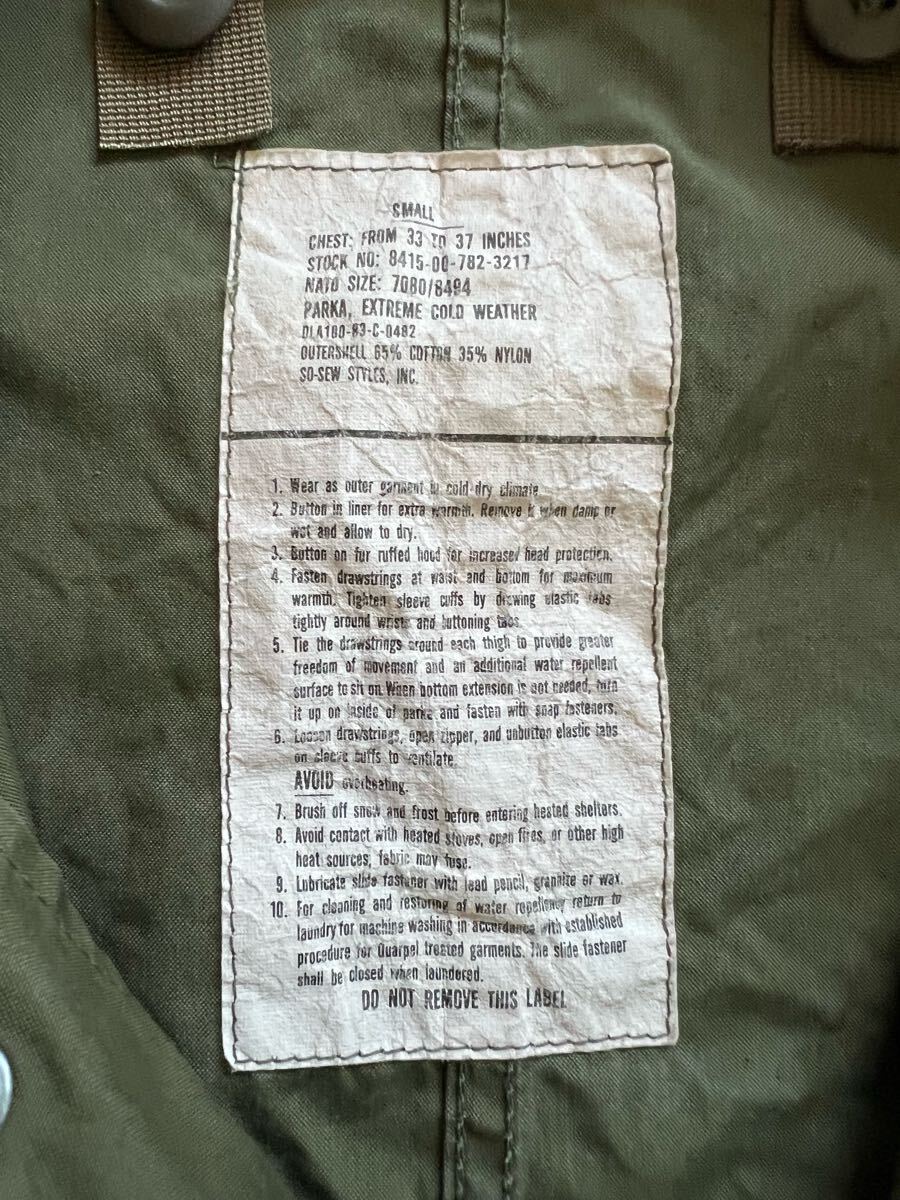 SMALL
CHEST: FROM 33 TO 37 INCHES
STOCK NO: 8415-00-782-3217
NATO SIZE: 7080/8494
PARKA, EXTREME COLD WEATHER
DLA100-83-C-0482
OUTERSHELL 65% COTTON 35% NYLON
SO-SEW STYLES, INC.
1. Wear as outer garment in cold-dry climate
2. Button in liner for extra warmth. Remove it when damp or
wet and allow to dry.
3. Button on fur ruffed hood for increased head protection.
4. Fasten drawstrings at waist and bottom for maximum
warmth. Tighten sleeve cuffs by drawing elastic tabs
tightly around wrists and buttoning tabs.
5. Tie the drawstrings around each thigh to provide greater
freedom of movement and an additional water repellent
surface to sit on. When bottom extension is not needed, turn
it up on inside of parka and fasten with snap fasteners.
6. Loosen drawstrings, open zipper, and unbutton elastic tabs
on sleeve cuffs to ventilate.
AVOID overheating.
7. Brush off snow and frost before entering heated shelters.
8. Avoid contact with heated stoves, open fires, or other high
heat sources, fabric may fuse.
9. Lubricate slide fastener with lead pencil, graphite or wax.
10. For cleaning and restoring of water repellency return to
laundry for machine washing in accordance with established
procedure for Quarpel treated garments. The slide fastener
shall be closed when laundered.
DO NOT REMOVE THIS LABEL